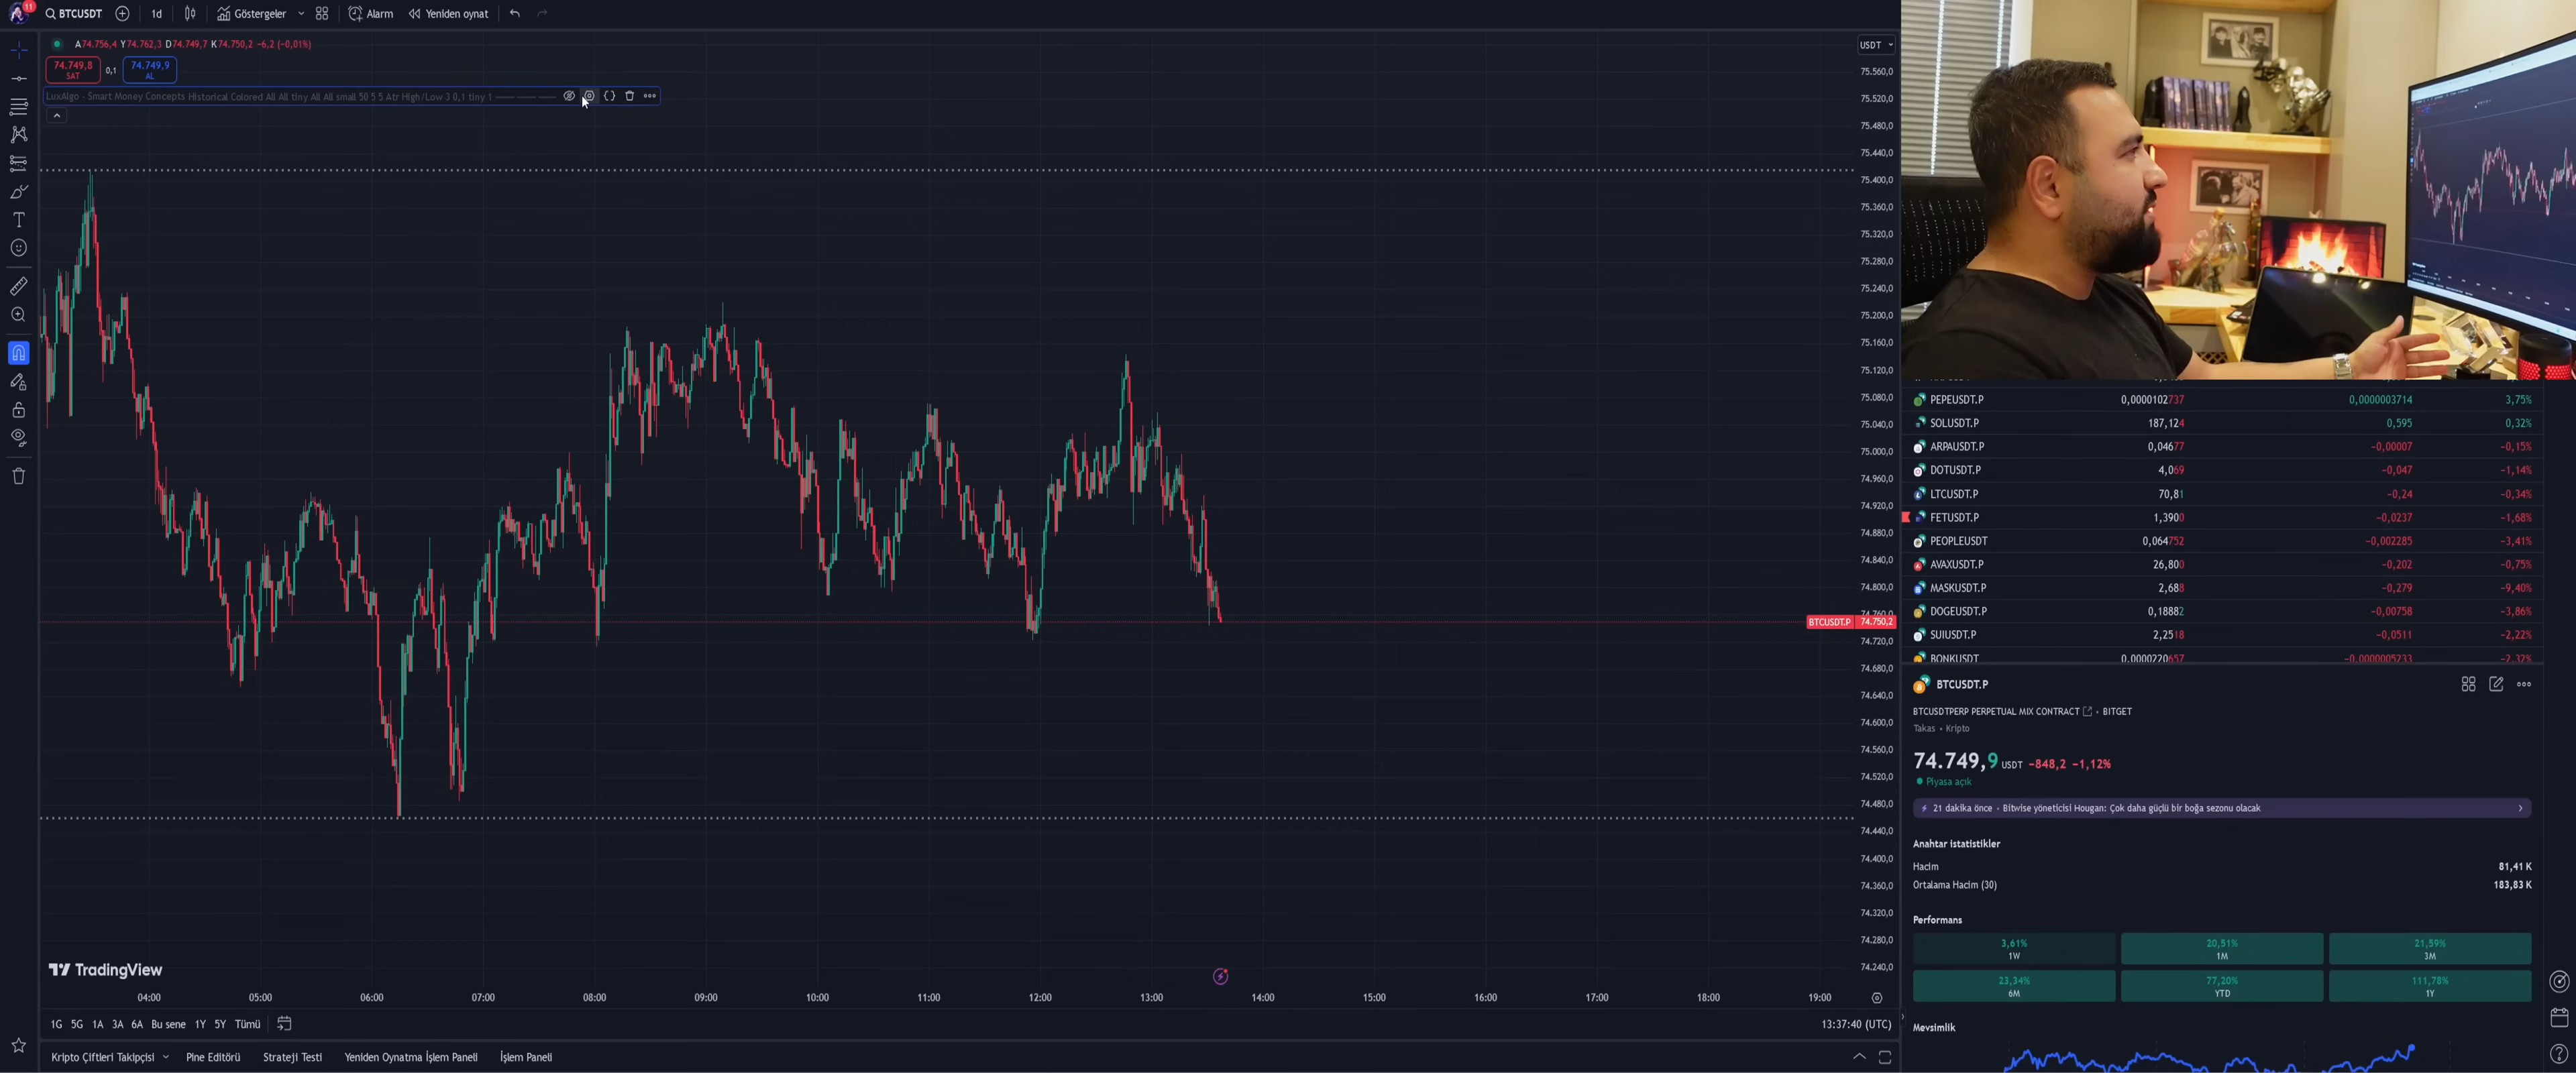 11 BTCUSDT 1d Göstergeler Alarm Yeniden oynat
A74.756,4 Y74.762,3 D74.749,7 K74.750,2 −6,2 (−0,01%)
74.749,8 SAT 0,1 74.749,9 AL
LuxAlgo - Smart Money Concepts Historical Colored All All tiny All All small 50 5 5 Atr High/Low 3 0,1 tiny 1
USDT
75.560,0
75.520,0
75.480,0
75.440,0
75.400,0
75.360,0
75.320,0
75.280,0
75.240,0
75.200,0
75.160,0
75.120,0
75.080,0
75.040,0
75.000,0
74.960,0
74.920,0
74.880,0
74.840,0
74.800,0
74.760,0
BTCUSDT.P 74.750,2
74.720,0
74.680,0
74.640,0
74.600,0
74.560,0
74.520,0
74.480,0
74.440,0
74.400,0
74.360,0
74.320,0
74.280,0
74.240,0
TradingView
04:00 05:00 06:00 07:00 08:00 09:00 10:00 11:00 12:00 13:00 14:00 15:00 16:00 17:00 18:00 19:00
1G 5G 1A 3A 6A Bu sene 1Y 5Y Tümü
13:37:40 (UTC)
Kripto Çiftleri Takipçisi Pine Editörü Strateji Testi Yeniden Oynatma İşlem Paneli İşlem Paneli
PEPEUSDT.P 0,0000102737 0,0000003714 3,75%
SOLUSDT.P 187,124 0,595 0,32%
ARPAUSDT.P 0,04677 −0,00007 −0,15%
DOTUSDT.P 4,069 −0,047 −1,14%
LTCUSDT.P 70,81 −0,24 −0,34%
FETUSDT.P 1,3900 −0,0237 −1,68%
PEOPLEUSDT 0,064752 −0,002285 −3,41%
AVAXUSDT.P 26,800 −0,202 −0,75%
MASKUSDT.P 2,688 −0,279 −9,40%
DOGEUSDT.P 0,18882 −0,00758 −3,86%
SUIUSDT.P 2,2518 −0,0511 −2,22%
BONKUSDT 0,0000220657 −0,0000005233 −2,32%
BTCUSDT.P
BTCUSDTPERP PERPETUAL MIX CONTRACT • BITGET
Takas • Kripto
74.749,9 USDT −848,2 −1,12%
Piyasa açık
21 dakika önce • Bitwise yöneticisi Hougan: Çok daha güçlü bir boğa sezonu olacak
Anahtar istatistikler
Hacim 81,41 K
Ortalama Hacim (30) 183,83 K
Performans
3,61% 20,51% 21,59%
1W 1M 3M
23,34% 77,20% 111,78%
6M YTD 1Y
Mevsimlik